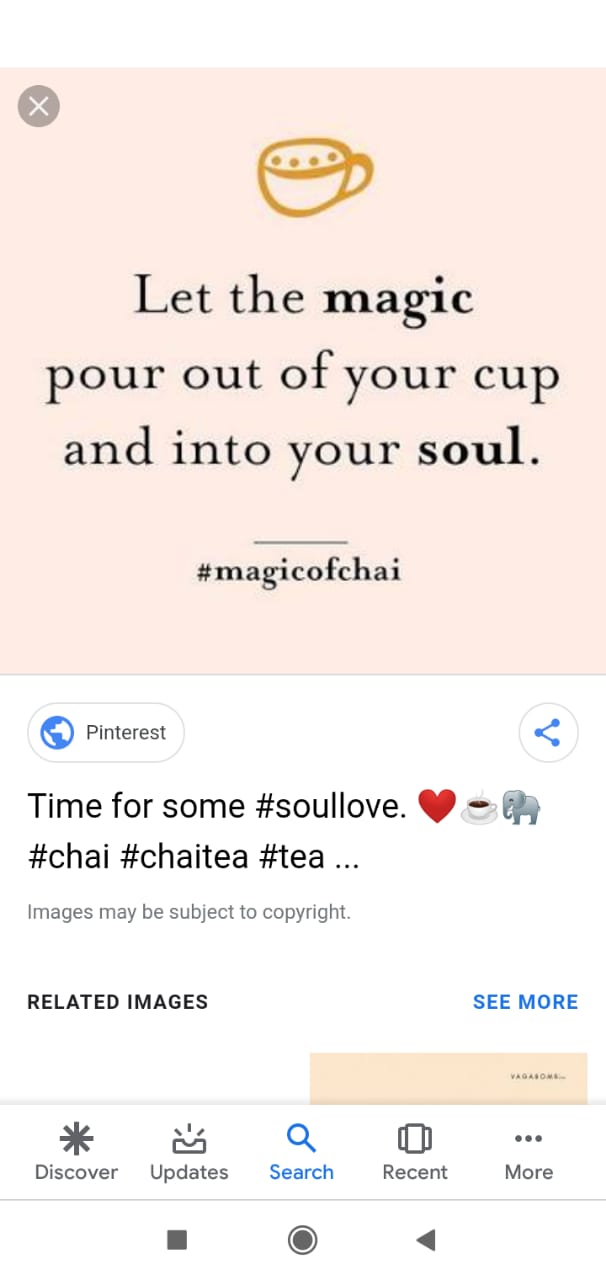 Let the magic
pour out of your cup
and into your soul.
#magicofchai
Pinterest
Time for some #soullove. ❤️☕🐘
#chai #chaitea #tea ...
Images may be subject to copyright.
RELATED IMAGES SEE MORE
VAGABOMB
Discover Updates Search Recent More